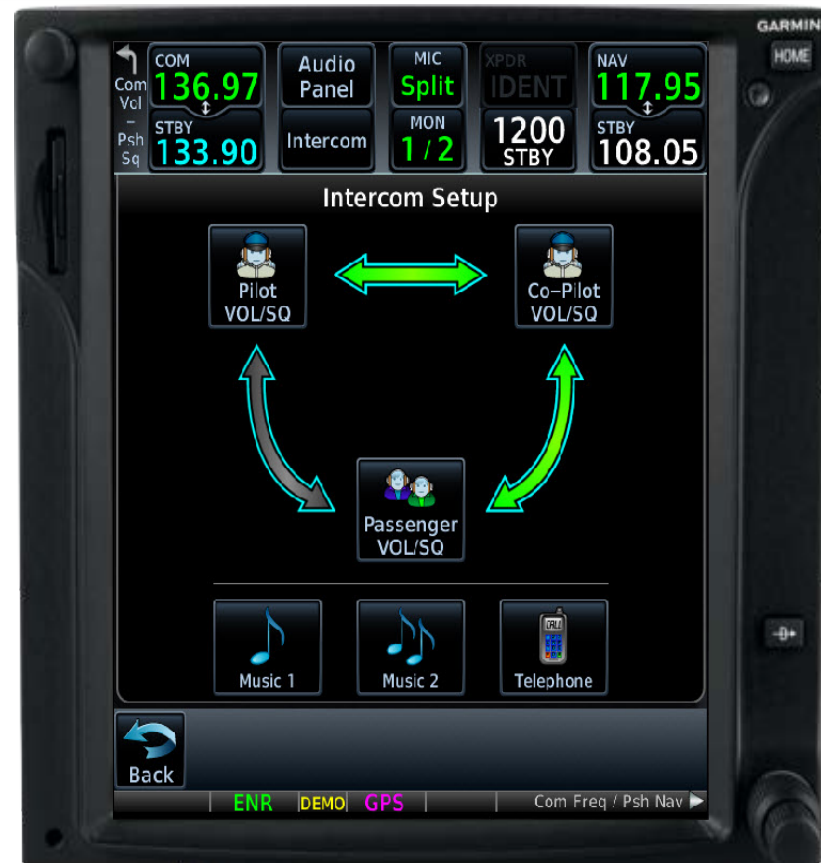 GARMIN
HOME
Com
Vol
–
Psh
Sq
COM
136.97
STBY
133.90
Audio
Panel
Intercom
MIC
Split
MON
1 / 2
XPDR
IDENT
1200
STBY
NAV
117.95
STBY
108.05
Intercom Setup
Pilot
VOL/SQ
Co-Pilot
VOL/SQ
Passenger
VOL/SQ
CALL
Music 1
Music 2
Telephone
-D+
Back
ENR DEMO GPS Com Freq / Psh Nav